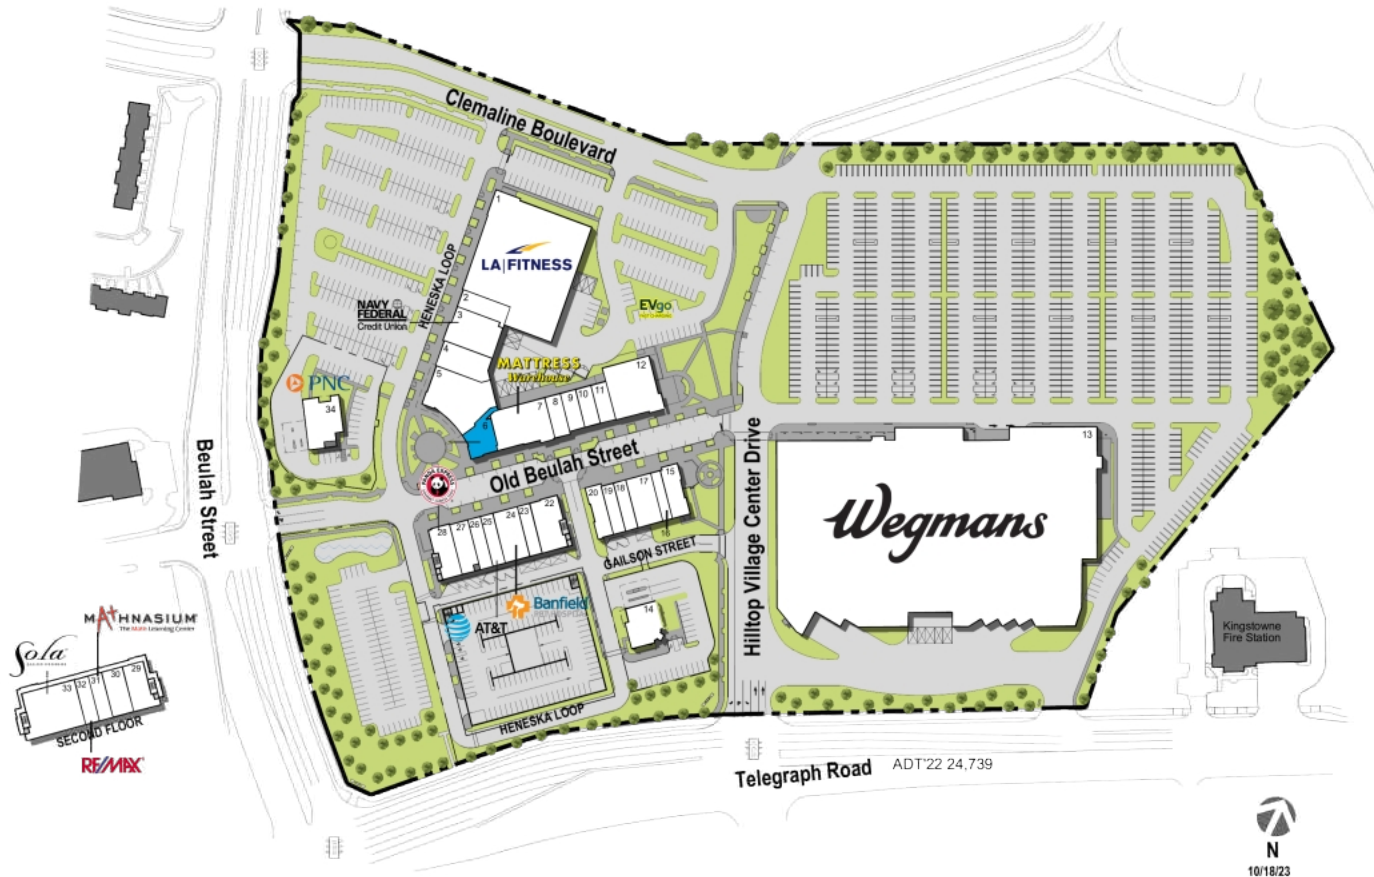 Clemaline Boulevard
1
LA|FITNESS
HENESKA LOOP
2
NAVY
FEDERAL
Credit Union
3
EVgo
4
MATTRESS
Warehouse
12
5
PNC
34
11
10
9
8
7
6
Beulah Street
PANDA EXPRESS
Old Beulah Street
Hilltop Village Center Drive
13
Wegmans
15
17
18
19
20
16
22
23
24
25
26
27
28
GAILSON STREET
Banfield
PET HOSPITAL
AT&T
14
Kingstowne
Fire Station
MATHNASIUM
The Math Learning Center
Sola
29
30
31
32
33
SECOND FLOOR
RE/MAX
HENESKA LOOP
Telegraph Road
ADT'22 24,739
N
10/18/23